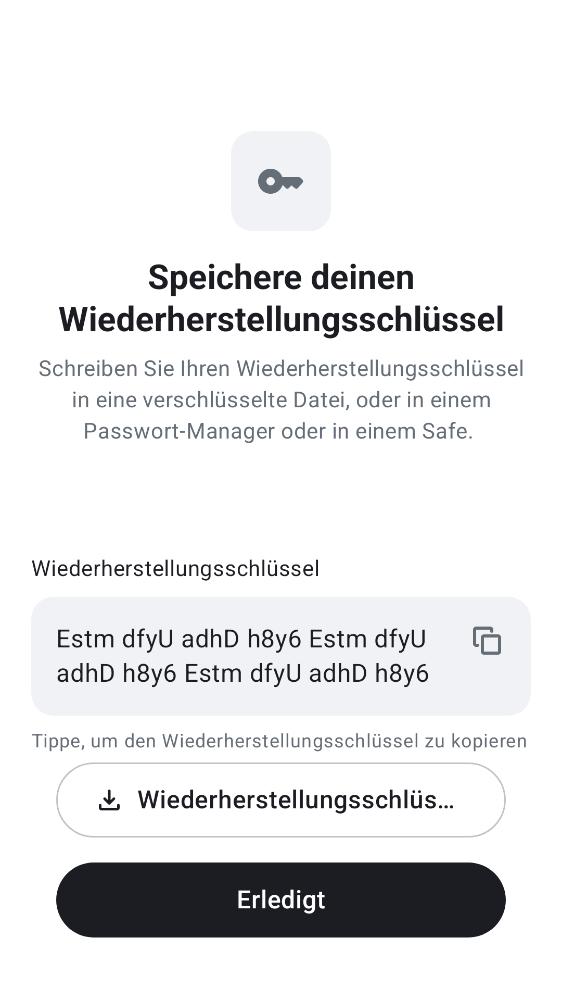 Speichere deinen
Wiederherstellungsschlüssel
Schreiben Sie Ihren Wiederherstellungsschlüssel
in eine verschlüsselte Datei, oder in einem
Passwort-Manager oder in einem Safe.
Wiederherstellungsschlüssel
Estm dfyU adhD h8y6 Estm dfyU
adhD h8y6 Estm dfyU adhD h8y6
Tippe, um den Wiederherstellungsschlüssel zu kopieren
Wiederherstellungsschlüs…
Erledigt